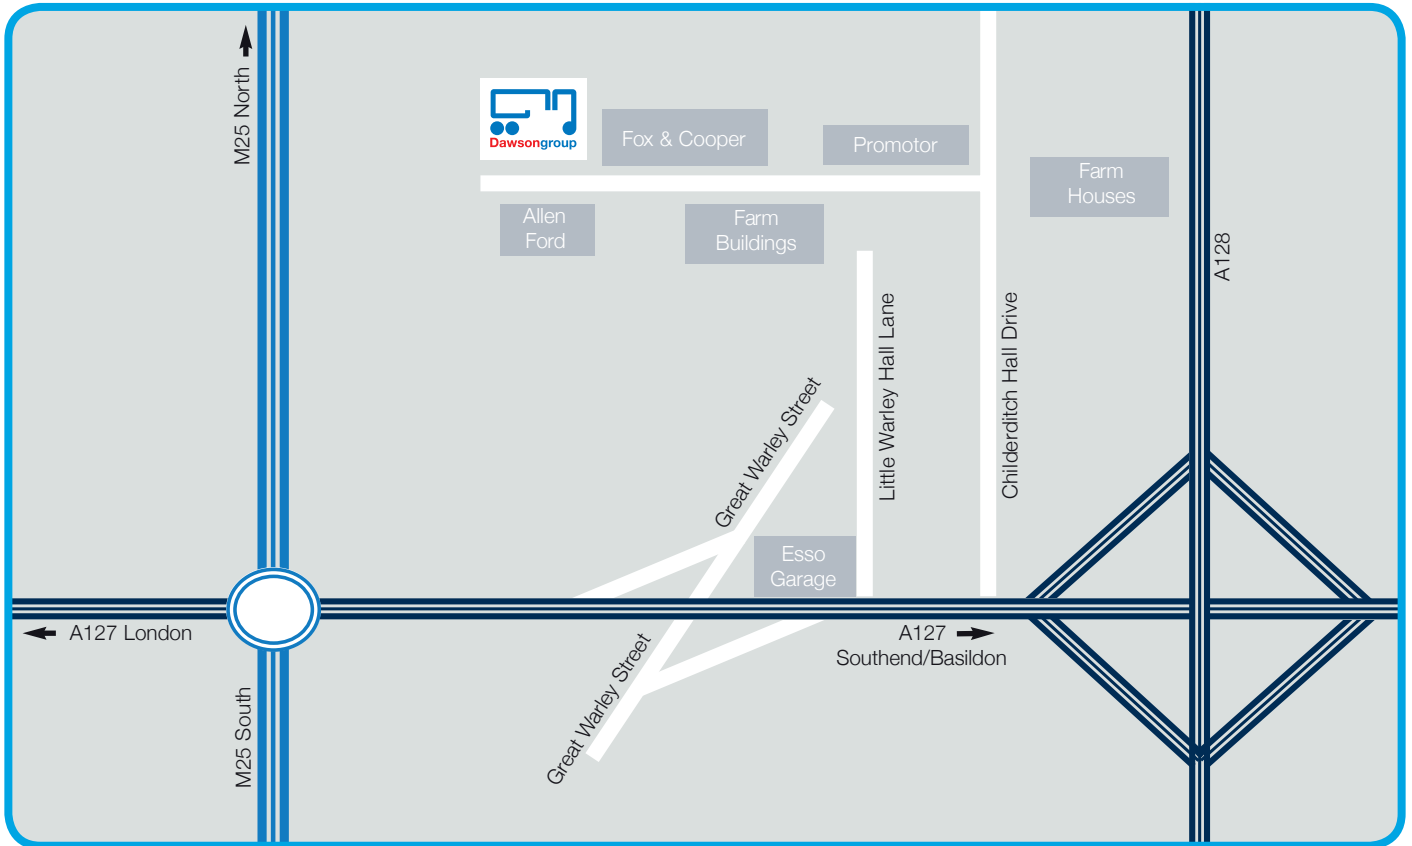 M25 North
Dawsongroup
Fox & Cooper
Promotor
Farm
Houses
Allen
Ford
Farm
Buildings
A128
Little Warley Hall Lane
Childerditch Hall Drive
Great Warley Street
Esso
Garage
A127 London
A127
Southend/Basildon
Great Warley Street
M25 South